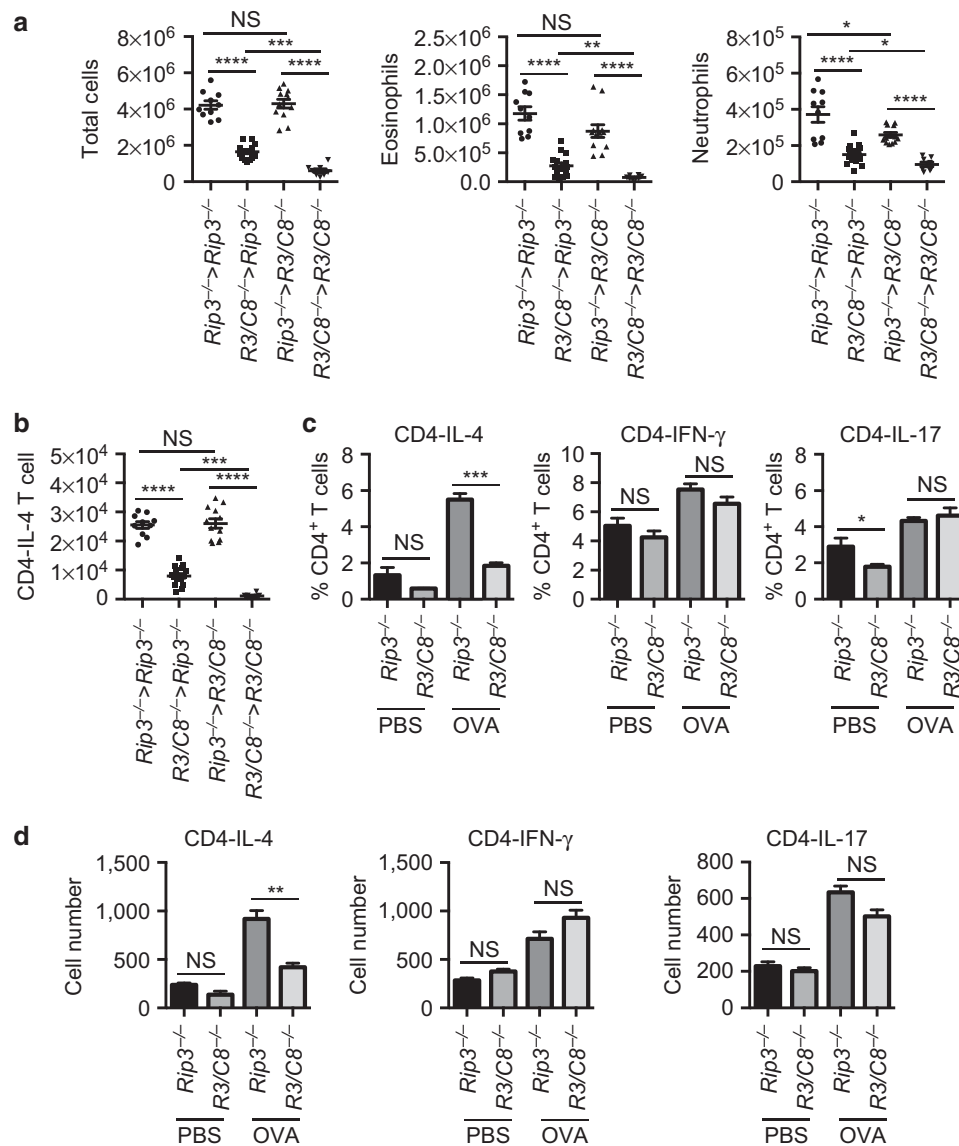 a
NS
***
****
****
8×10⁶
6×10⁶
4×10⁶
2×10⁶
0
Total cells
Rip3⁻/⁻>Rip3⁻/⁻
R3/C8⁻/⁻>Rip3⁻/⁻
Rip3⁻/⁻>R3/C8⁻/⁻
R3/C8⁻/⁻>R3/C8⁻/⁻
NS
**
****
****
2.5×10⁶
2.0×10⁶
1.5×10⁶
1.0×10⁶
5.0×10⁵
0.0
Eosinophils
Rip3⁻/⁻>Rip3⁻/⁻
R3/C8⁻/⁻>Rip3⁻/⁻
Rip3⁻/⁻>R3/C8⁻/⁻
R3/C8⁻/⁻>R3/C8⁻/⁻
*
*
****
****
8×10⁵
6×10⁵
4×10⁵
2×10⁵
0
Neutrophils
Rip3⁻/⁻>Rip3⁻/⁻
R3/C8⁻/⁻>Rip3⁻/⁻
Rip3⁻/⁻>R3/C8⁻/⁻
R3/C8⁻/⁻>R3/C8⁻/⁻
b
NS
***
****
****
5×10⁴
4×10⁴
3×10⁴
2×10⁴
1×10⁴
0
CD4-IL-4 T cell
Rip3⁻/⁻>Rip3⁻/⁻
R3/C8⁻/⁻>Rip3⁻/⁻
Rip3⁻/⁻>R3/C8⁻/⁻
R3/C8⁻/⁻>R3/C8⁻/⁻
c
CD4-IL-4
8
6
4
2
0
% CD4⁺ T cells
NS
***
Rip3⁻/⁻
R3/C8⁻/⁻
Rip3⁻/⁻
R3/C8⁻/⁻
PBS
OVA
CD4-IFN-γ
10
8
6
4
2
0
% CD4⁺ T cells
NS
NS
Rip3⁻/⁻
R3/C8⁻/⁻
Rip3⁻/⁻
R3/C8⁻/⁻
PBS
OVA
CD4-IL-17
8
6
4
2
0
% CD4⁺ T cells
*
NS
Rip3⁻/⁻
R3/C8⁻/⁻
Rip3⁻/⁻
R3/C8⁻/⁻
PBS
OVA
d
CD4-IL-4
1,500
1,000
500
0
Cell number
NS
**
Rip3⁻/⁻
R3/C8⁻/⁻
Rip3⁻/⁻
R3/C8⁻/⁻
PBS
OVA
CD4-IFN-γ
1,500
1,000
500
0
Cell number
NS
NS
Rip3⁻/⁻
R3/C8⁻/⁻
Rip3⁻/⁻
R3/C8⁻/⁻
PBS
OVA
CD4-IL-17
800
600
400
200
0
Cell number
NS
NS
Rip3⁻/⁻
R3/C8⁻/⁻
Rip3⁻/⁻
R3/C8⁻/⁻
PBS
OVA